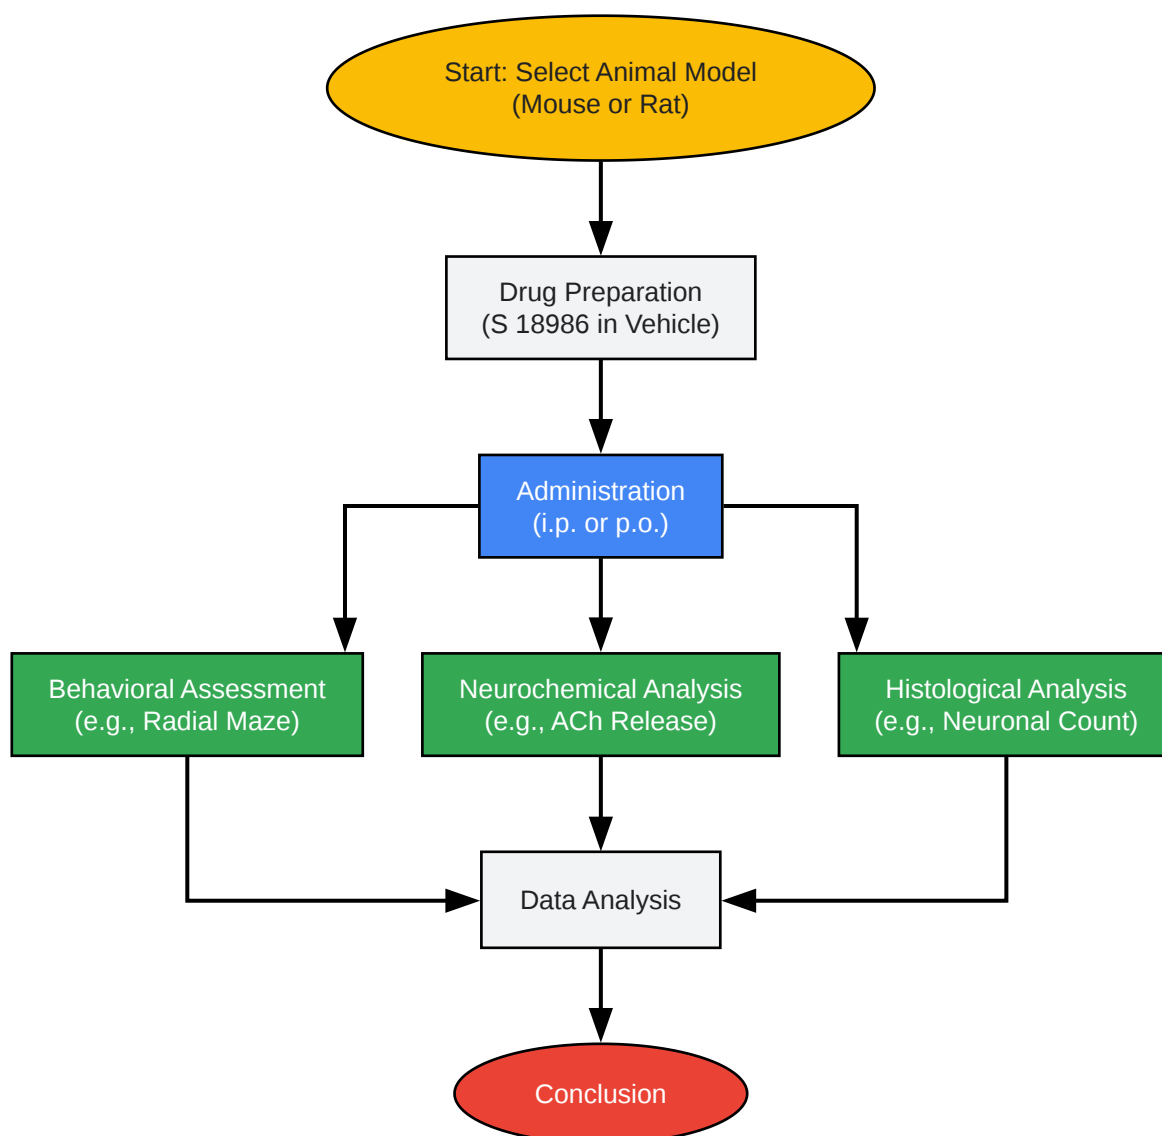 Start: Select Animal Model
(Mouse or Rat)
Drug Preparation
(S 18986 in Vehicle)
Administration
(i.p. or p.o.)
Behavioral Assessment
(e.g., Radial Maze)
Neurochemical Analysis
(e.g., ACh Release)
Histological Analysis
(e.g., Neuronal Count)
Data Analysis
Conclusion